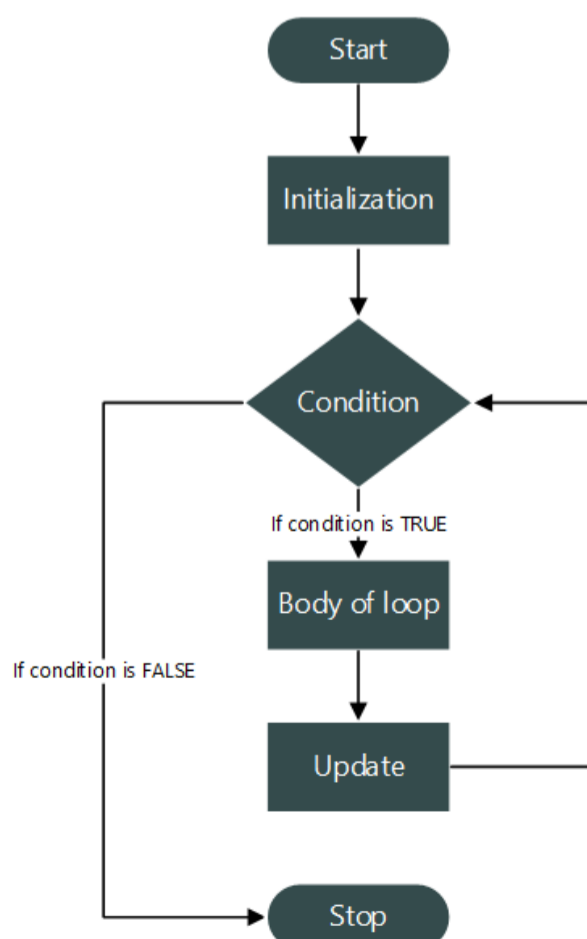 Start
Initialization
Condition
If condition is TRUE
Body of loop
If condition is FALSE
Update
Stop